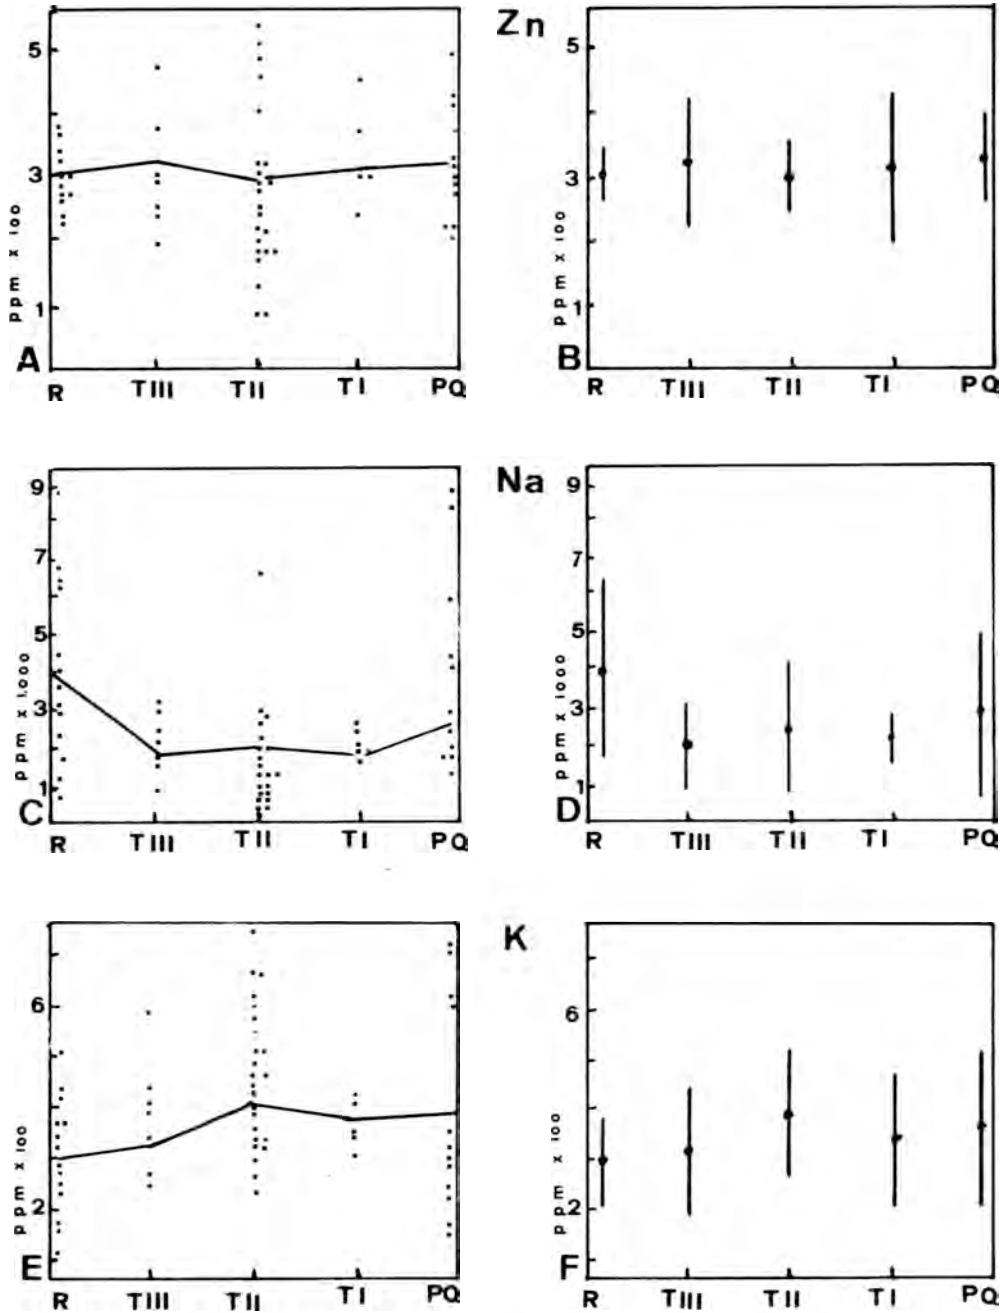 Zn
5
3
1
ppm x 100
A
R TIII TII TI PQ
5
3
1
ppm x 100
B
R TIII TII TI PQ
Na
9
7
5
3
1
ppm x 1000
C
R TIII TII TI PQ
9
7
5
3
1
ppm x 1000
D
R TIII TII TI PQ
K
6
2
ppm x 100
E
R TIII TII TI PQ
6
2
ppm x 100
F
R TIII TII TI PQ